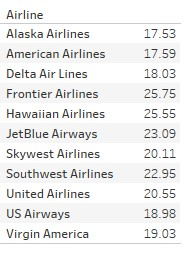 Airline
Alaska Airlines 17.53
American Airlines 17.59
Delta Air Lines 18.03
Frontier Airlines 25.75
Hawaiian Airlines 25.55
JetBlue Airways 23.09
Skywest Airlines 20.11
Southwest Airlines 22.95
United Airlines 20.55
US Airways 18.98
Virgin America 19.03